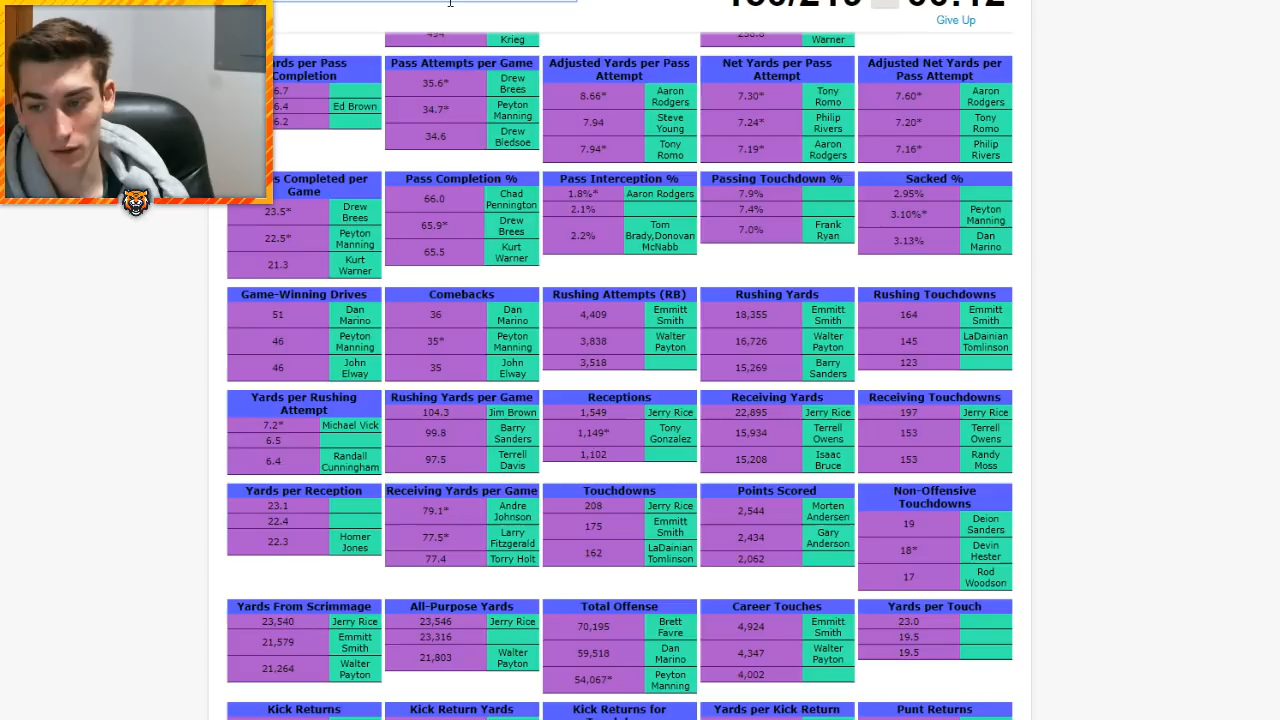 Give Up
Krieg
Warner
Yards per Pass Completion
6.7
6.4 Ed Brown
6.2
Pass Attempts per Game
35.6* Drew Brees
34.7* Peyton Manning
34.6 Drew Bledsoe
Adjusted Yards per Pass Attempt
8.66* Aaron Rodgers
7.94 Steve Young
7.94* Tony Romo
Net Yards per Pass Attempt
7.30* Tony Romo
7.24* Philip Rivers
7.19* Aaron Rodgers
Adjusted Net Yards per Pass Attempt
7.60* Aaron Rodgers
7.20* Tony Romo
7.16* Philip Rivers
Completed per Game
23.5* Drew Brees
22.5* Peyton Manning
21.3 Kurt Warner
Pass Completion %
66.0 Chad Pennington
65.9* Drew Brees
65.5 Kurt Warner
Pass Interception %
1.8%* Aaron Rodgers
2.1%
2.2% Tom Brady,Donovan McNabb
Passing Touchdown %
7.9%
7.4%
7.0% Frank Ryan
Sacked %
2.95%
3.10%* Peyton Manning
3.13% Dan Marino
Game-Winning Drives
51 Dan Marino
46 Peyton Manning
46 John Elway
Comebacks
36 Dan Marino
35* Peyton Manning
35 John Elway
Rushing Attempts (RB)
4,409 Emmitt Smith
3,838 Walter Payton
3,518
Rushing Yards
18,355 Emmitt Smith
16,726 Walter Payton
15,269 Barry Sanders
Rushing Touchdowns
164 Emmitt Smith
145 LaDainian Tomlinson
123
Yards per Rushing Attempt
7.2* Michael Vick
6.5
6.4 Randall Cunningham
Rushing Yards per Game
104.3 Jim Brown
99.8 Barry Sanders
97.5 Terrell Davis
Receptions
1,549 Jerry Rice
1,149* Tony Gonzalez
1,102
Receiving Yards
22,895 Jerry Rice
15,934 Terrell Owens
15,208 Isaac Bruce
Receiving Touchdowns
197 Jerry Rice
153 Terrell Owens
153 Randy Moss
Yards per Reception
23.1
22.4
22.3 Homer Jones
Receiving Yards per Game
79.1* Andre Johnson
77.5* Larry Fitzgerald
77.4 Torry Holt
Touchdowns
208 Jerry Rice
175 Emmitt Smith
162 LaDainian Tomlinson
Points Scored
2,544 Morten Andersen
2,434 Gary Anderson
2,062
Non-Offensive Touchdowns
19 Deion Sanders
18* Devin Hester
17 Rod Woodson
Yards From Scrimmage
23,540 Jerry Rice
21,579 Emmitt Smith
21,264 Walter Payton
All-Purpose Yards
23,546 Jerry Rice
23,316
21,803 Walter Payton
Total Offense
70,195 Brett Favre
59,518 Dan Marino
54,067* Peyton Manning
Career Touches
4,924 Emmitt Smith
4,347 Walter Payton
4,002
Yards per Touch
23.0
19.5
19.5
Kick Returns
Kick Return Yards
Kick Returns for
Yards per Kick Return
Punt Returns